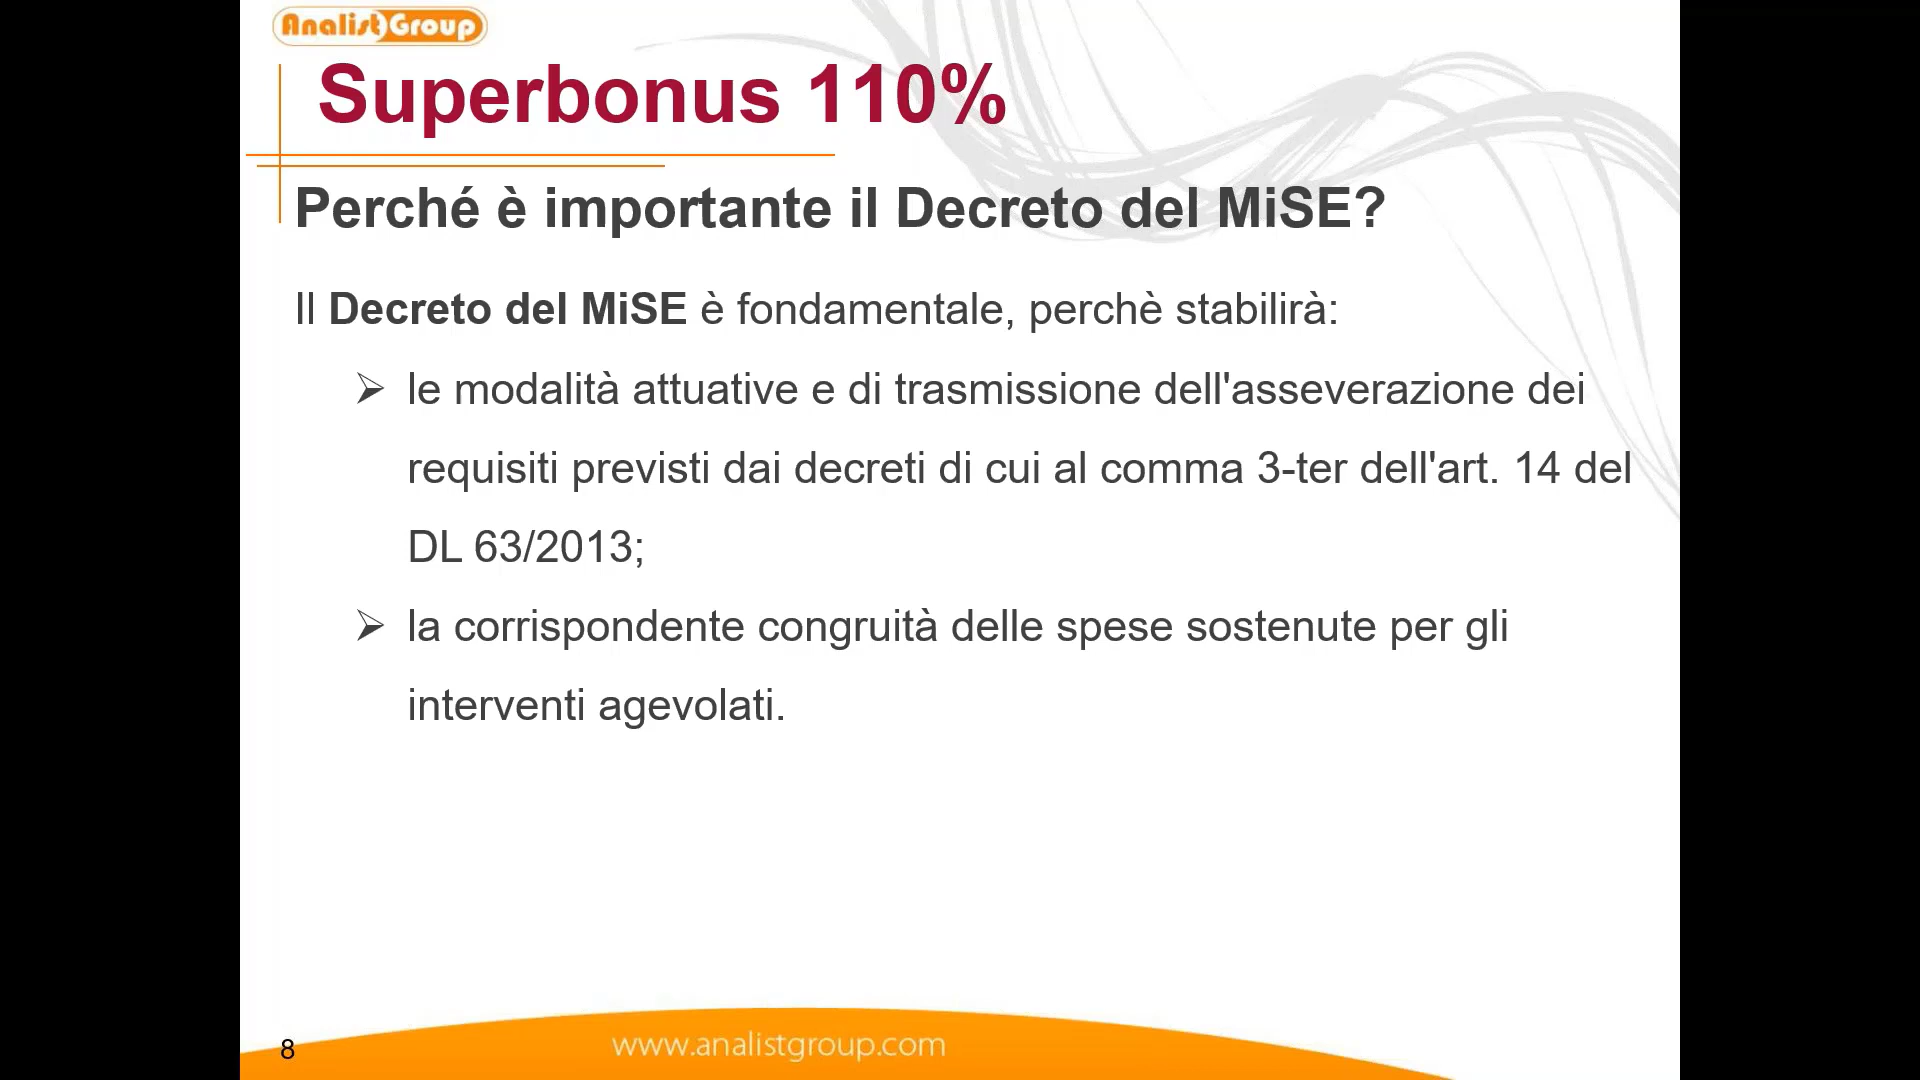 Analist Group
Superbonus 110%
Perché è importante il Decreto del MiSE?
Il Decreto del MiSE è fondamentale, perchè stabilirà:
➢ le modalità attuative e di trasmissione dell'asseverazione dei
requisiti previsti dai decreti di cui al comma 3-ter dell'art. 14 del
DL 63/2013;
➢ la corrispondente congruità delle spese sostenute per gli
interventi agevolati.
8
www.analistgroup.com